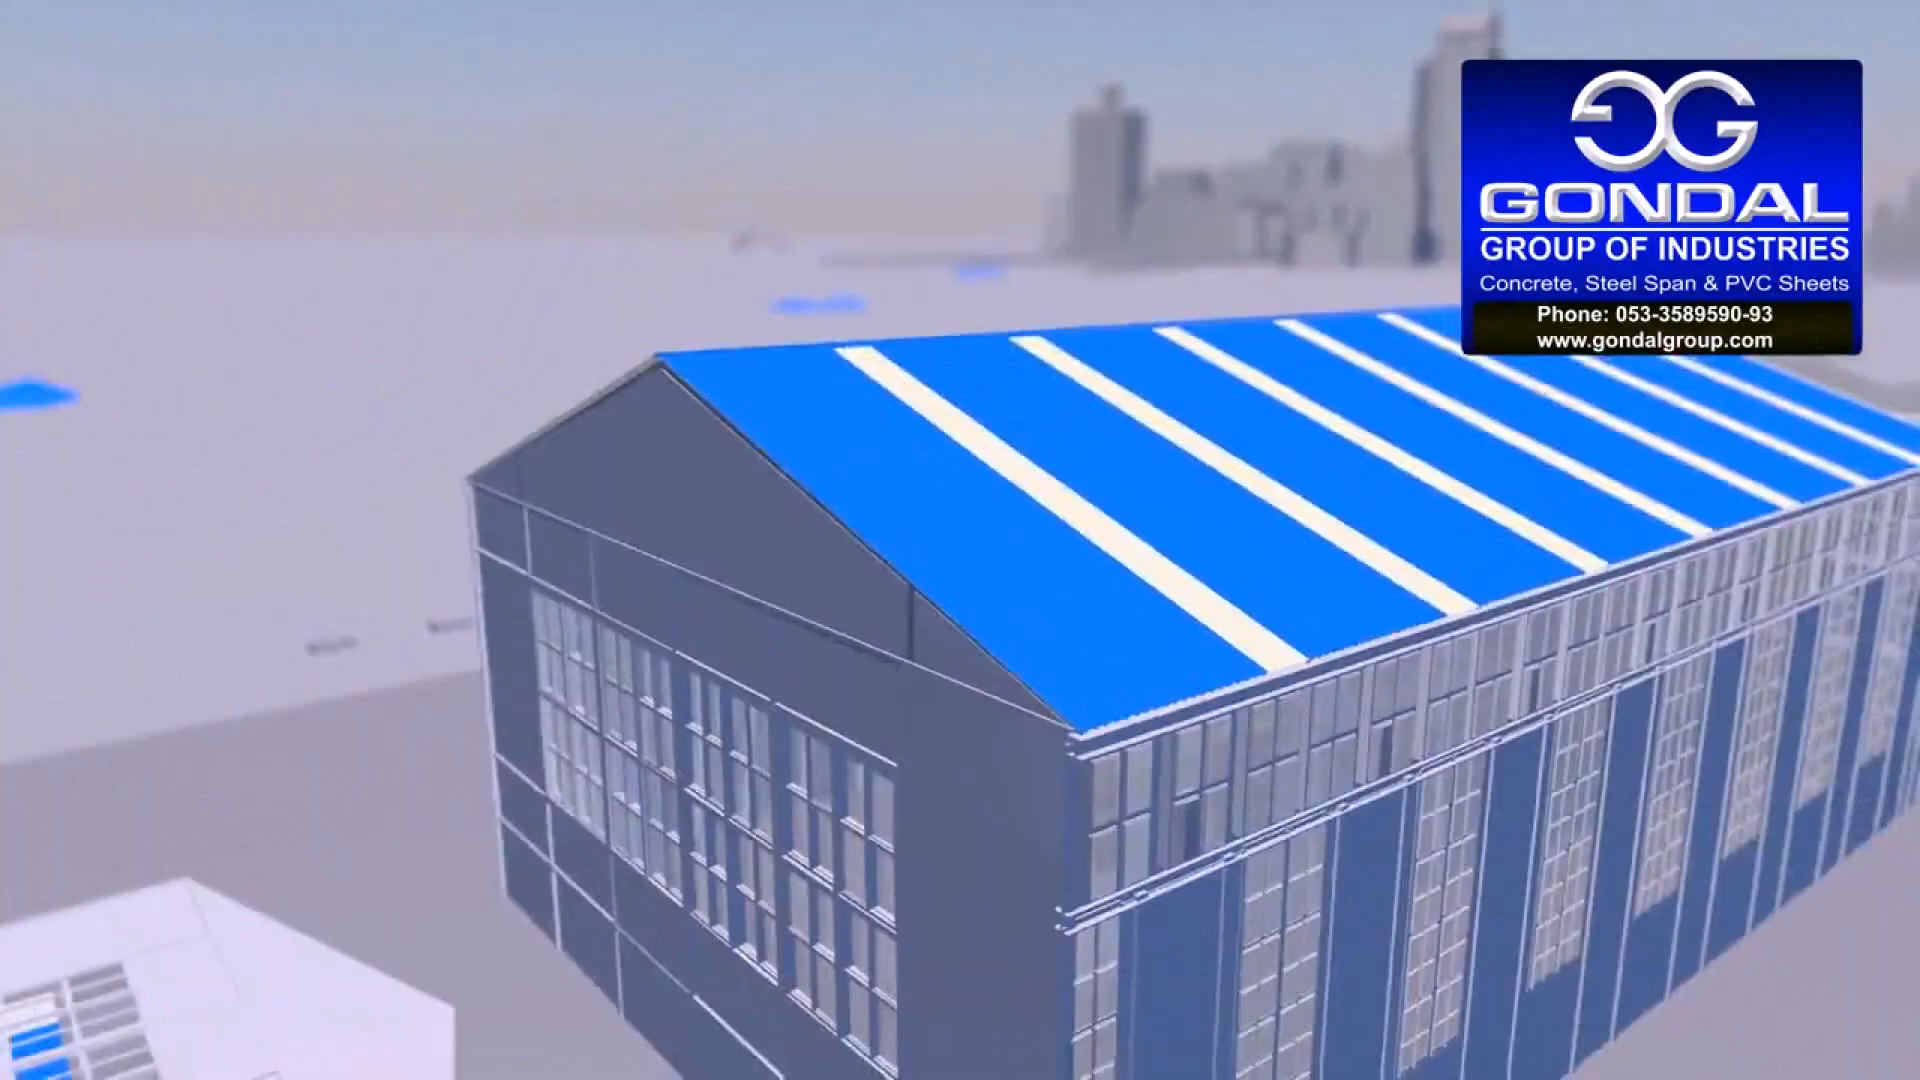 GONDAL
GROUP OF INDUSTRIES
Concrete, Steel Span & PVC Sheets
Phone: 053-3589590-93
www.gondalgroup.com